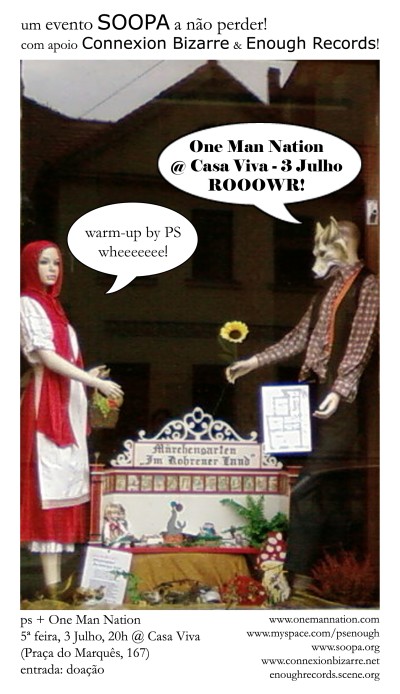 um evento SOOPA a não perder!
com apoio Connexion Bizarre & Enough Records!
One Man Nation
@ Casa Viva - 3 Julho
ROOOWR!
warm-up by PS
wheeeeeee!
Märchengarten
"Im Rohrener Land"
ps + One Man Nation
5ª feira, 3 Julho, 20h @ Casa Viva
(Praça do Marquês, 167)
entrada: doação
www.onemannation.com
www.myspace.com/psenough
www.soopa.org
www.connexionbizarre.net
enoughrecords.scene.org